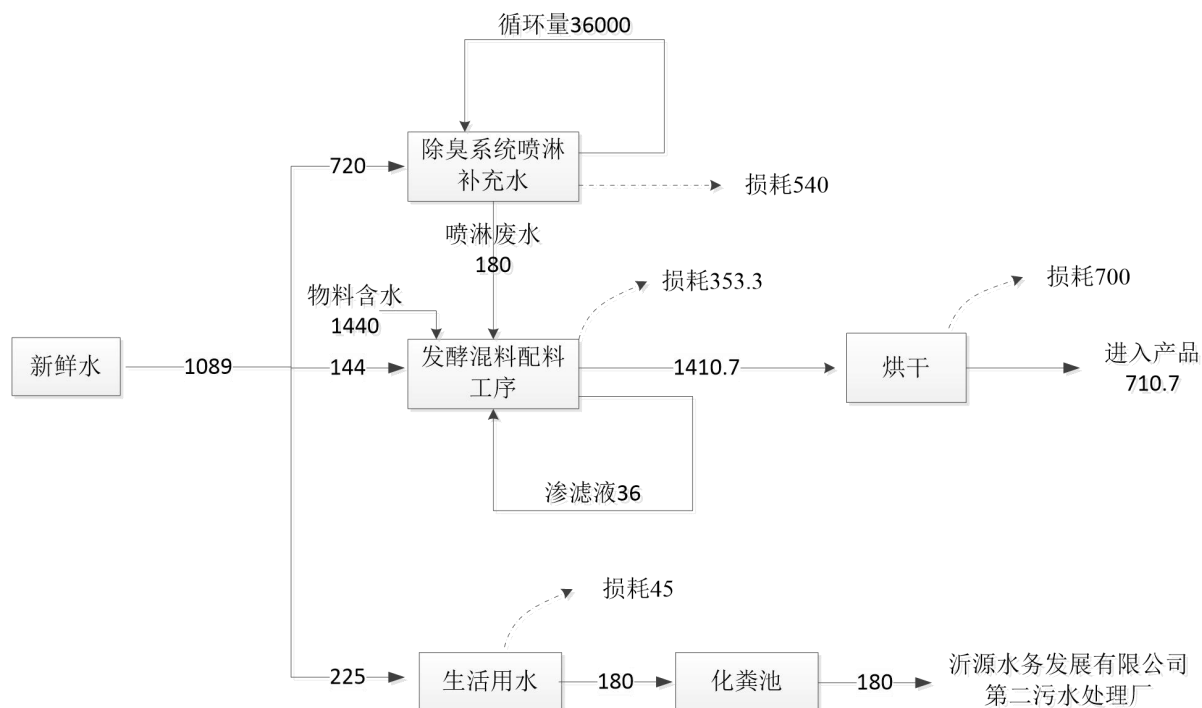 循环量36000
除臭系统喷淋
补充水
720
损耗540
喷淋废水
180
物料含水
1440
损耗353.3
损耗700
新鲜水
1089
144
发酵混料配料
工序
1410.7
烘干
进入产品
710.7
渗滤液36
损耗45
225
生活用水
180
化粪池
180
沂源水务发展有限公司
第二污水处理厂